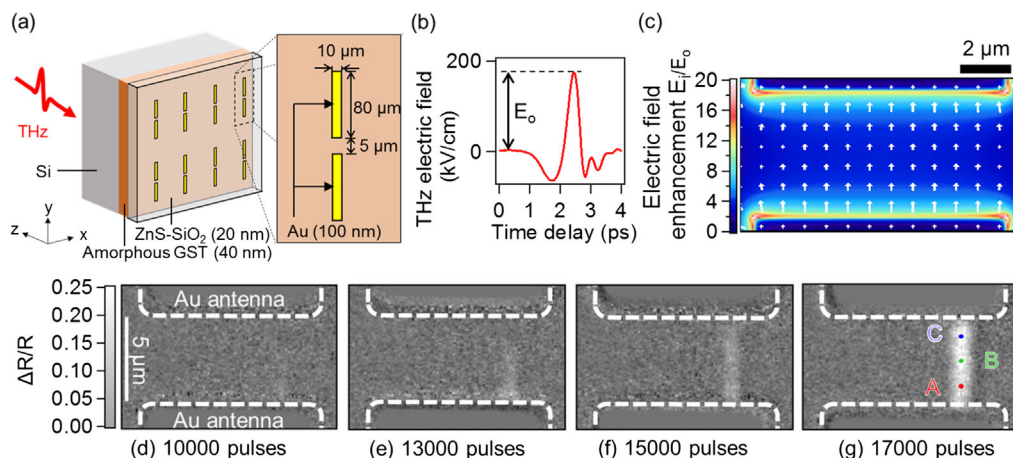 (a)
THz
Si
y
z
x
ZnS-SiO₂ (20 nm)
Amorphous GST (40 nm)
10 µm
80 µm
5 µm
Au (100 nm)
(b)
THz electric field
(kV/cm)
200
0
Eₒ
0 1 2 3 4
Time delay (ps)
(c)
2 µm
Electric field
enhancement Eᵢ/Eₒ
20
16
12
8
4
0
ΔR/R
0.25
0.20
0.15
0.10
0.05
0.00
Au antenna
5 µm
Au antenna
C
B
A
(d) 10000 pulses
(e) 13000 pulses
(f) 15000 pulses
(g) 17000 pulses